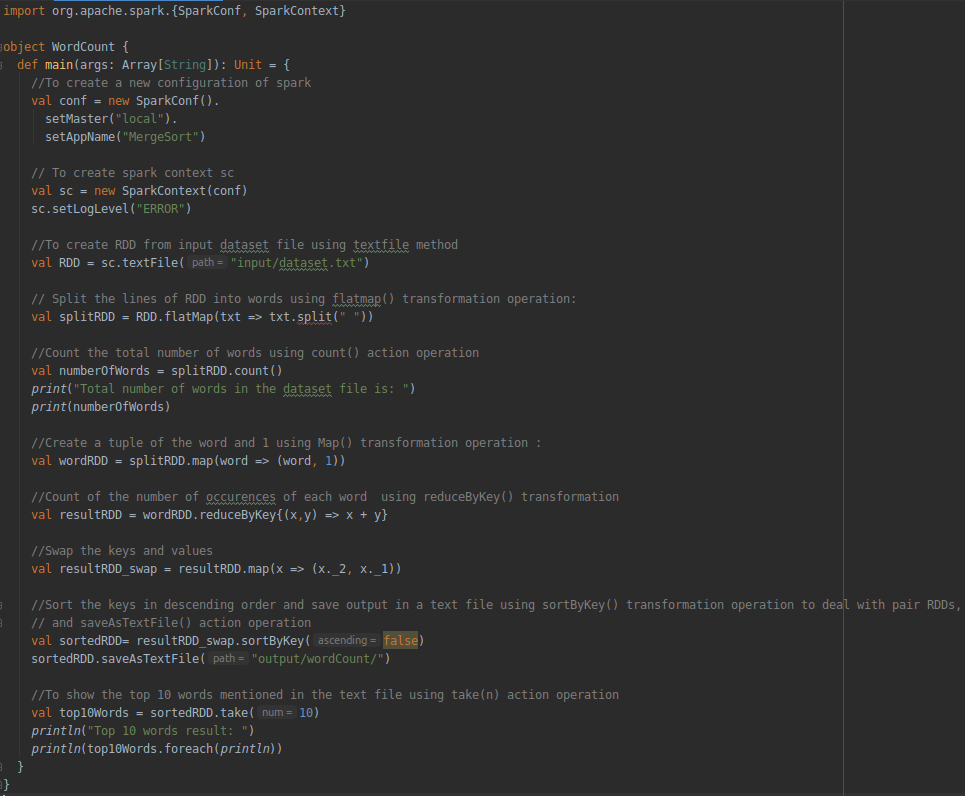 import org.apache.spark.{SparkConf, SparkContext}
object WordCount {
def main(args: Array[String]): Unit = {
//To create a new configuration of spark
val conf = new SparkConf().
setMaster("local").
setAppName("MergeSort")
// To create spark context sc
val sc = new SparkContext(conf)
sc.setLogLevel("ERROR")
//To create RDD from input dataset file using textfile method
val RDD = sc.textFile( path = "input/dataset.txt")
// Split the lines of RDD into words using flatmap() transformation operation:
val splitRDD = RDD.flatMap(txt => txt.split(" "))
//Count the total number of words using count() action operation
val numberOfWords = splitRDD.count()
print("Total number of words in the dataset file is: ")
print(numberOfWords)
//Create a tuple of the word and 1 using Map() transformation operation :
val wordRDD = splitRDD.map(word => (word, 1))
//Count of the number of occurences of each word  using reduceByKey() transformation
val resultRDD = wordRDD.reduceByKey{(x,y) => x + y}
//Swap the keys and values
val resultRDD_swap = resultRDD.map(x => (x._2, x._1))
//Sort the keys in descending order and save output in a text file using sortByKey() transformation operation to deal with pair RDDs,
// and saveAsTextFile() action operation
val sortedRDD= resultRDD_swap.sortByKey( ascending = false)
sortedRDD.saveAsTextFile( path = "output/wordCount/")
//To show the top 10 words mentioned in the text file using take(n) action operation
val top10Words = sortedRDD.take( num = 10)
println("Top 10 words result: ")
println(top10Words.foreach(println))
}
}